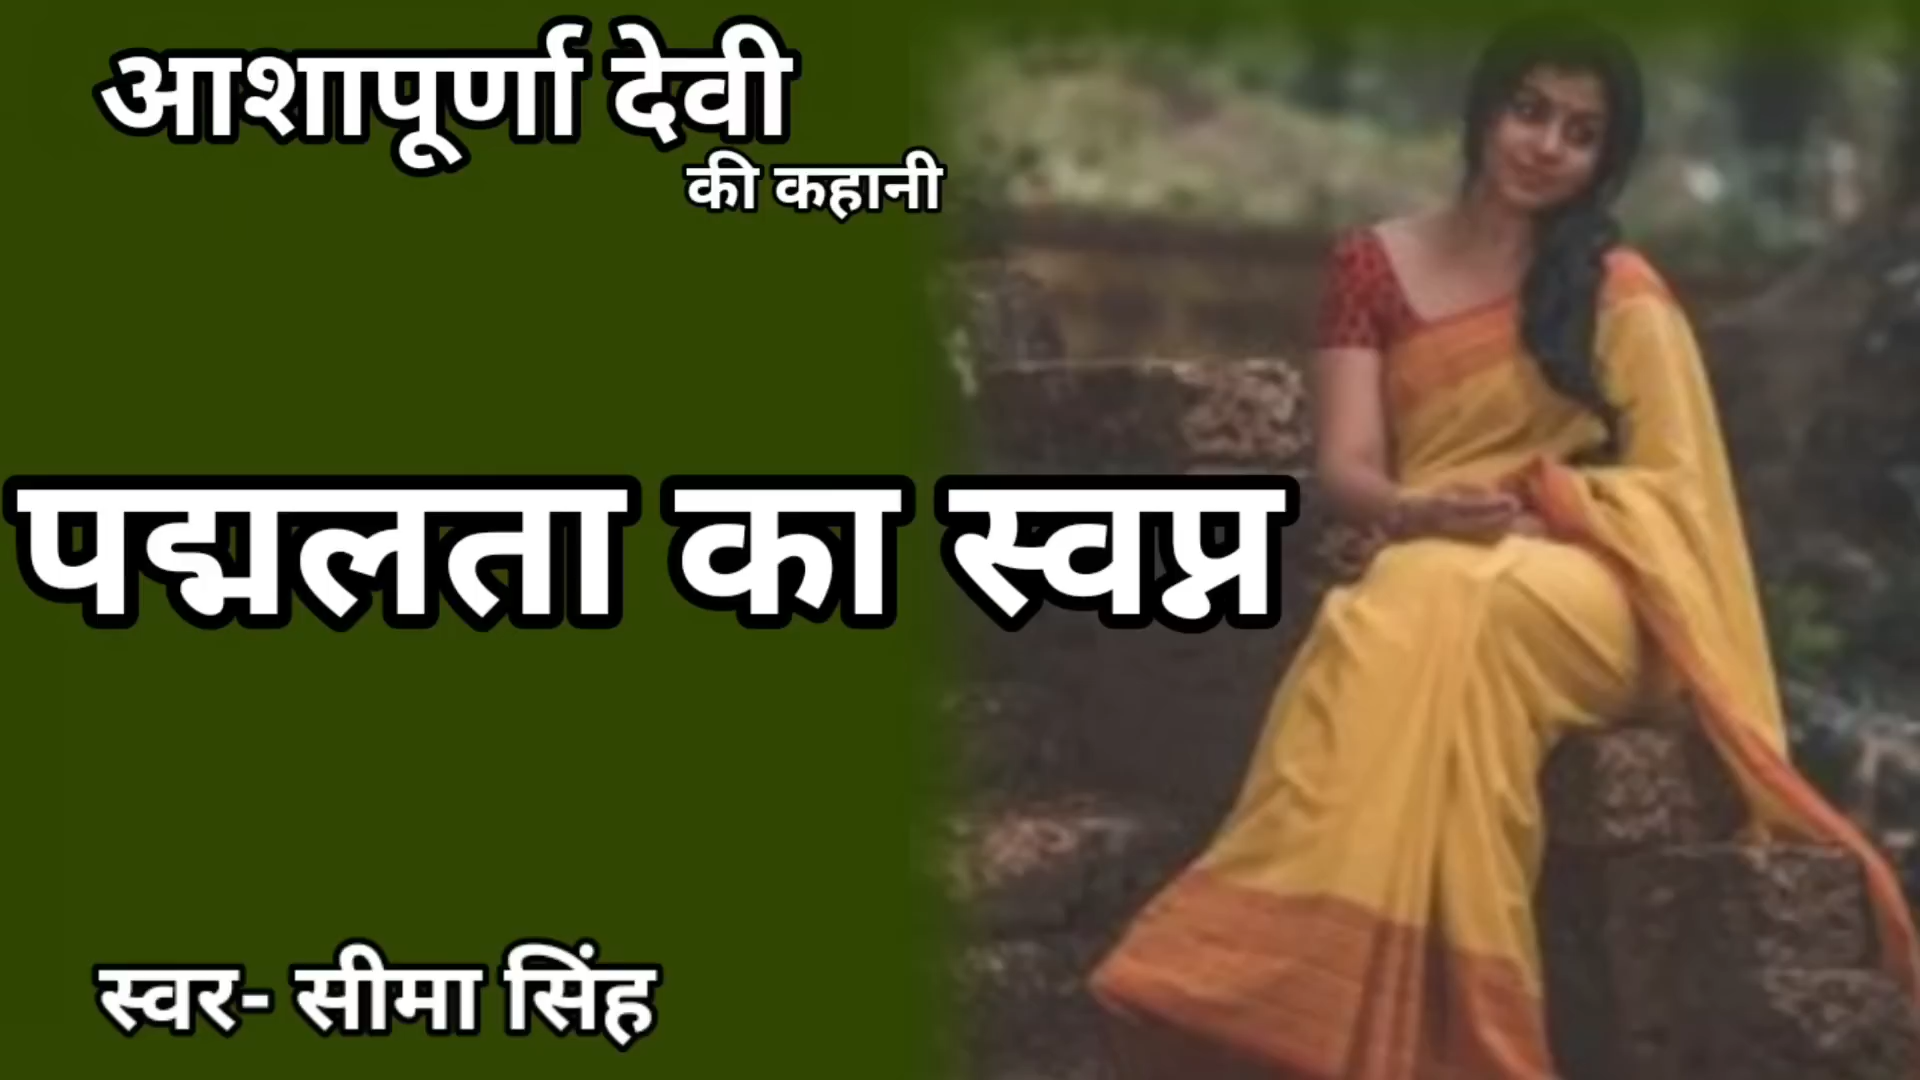 आशापूर्णा देवी
की कहानी
पद्मलता का स्वप्न
स्वर- सीमा सिंह